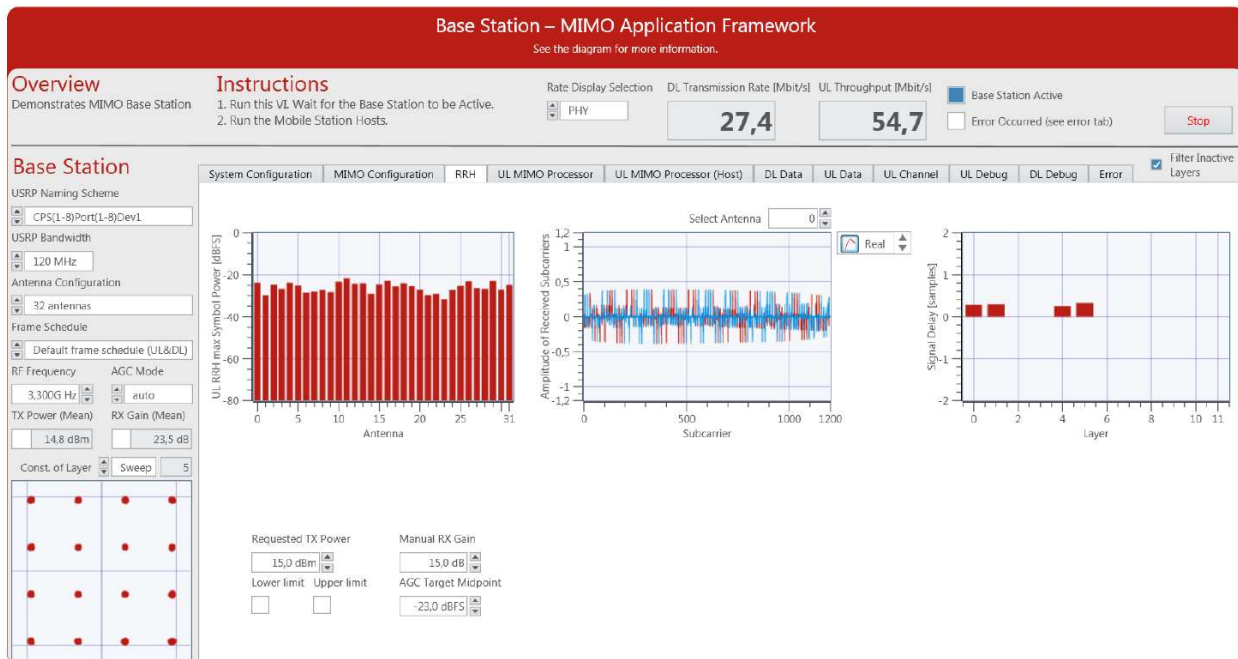 Base Station – MIMO Application Framework
See the diagram for more information.
Overview
Demonstrates MIMO Base Station
Instructions
1. Run this VI. Wait for the Base Station to be Active.
2. Run the Mobile Station Hosts.
Rate Display Selection
PHY
DL Transmission Rate [Mbit/s]
27,4
UL Throughput [Mbit/s]
54,7
Base Station Active
Error Occurred (see error tab)
Stop
Base Station
USRP Naming Scheme
CPS(1-8)Port(1-8)Dev1
USRP Bandwidth
120 MHz
Antenna Configuration
32 antennas
Frame Schedule
Default frame schedule (UL&DL)
RF Frequency AGC Mode
3,300G Hz auto
TX Power (Mean) RX Gain (Mean)
14,8 dBm 23,5 dB
Const. of Layer Sweep 5
System Configuration MIMO Configuration RRH UL MIMO Processor UL MIMO Processor (Host) DL Data UL Data UL Channel UL Debug DL Debug Error
Filter Inactive
Layers
UL RRH max Symbol Power [dBFS]
0
-20
-40
-60
-80
0 5 10 15 20 25 31
Antenna
Select Antenna 0
Real
Amplitude of Received Subcarriers
1,2
1
0,5
0
-0,5
-1
-1,2
0 500 1000 1200
Subcarrier
Signal Delay [samples]
2
1
0
-1
-2
0 2 4 6 8 10 11
Layer
Requested TX Power
15,0 dBm
Lower limit Upper limit
Manual RX Gain
15,0 dB
AGC Target Midpoint
-23,0 dBFS